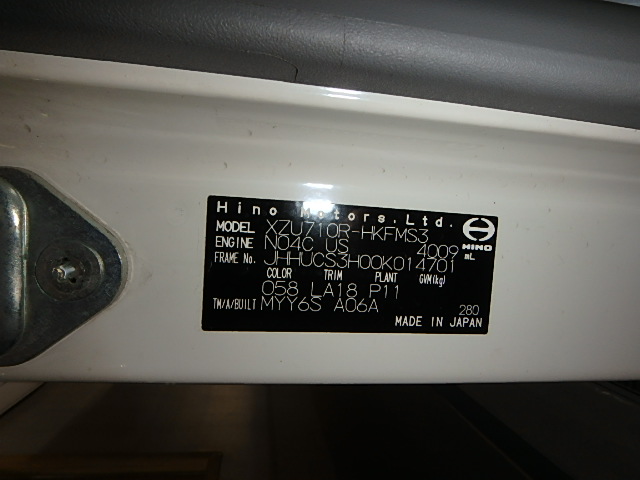 Hino Motors, Ltd.
MODEL XZU710R-HKFMS3
ENGINE N04C US 4009 mL
HINO
FRAME No. JHHUCS3H00K014701
COLOR TRIM PLANT GVM(kg)
058 LA18 P11
TM/A/BUILT MYY6S A06A 280
MADE IN JAPAN